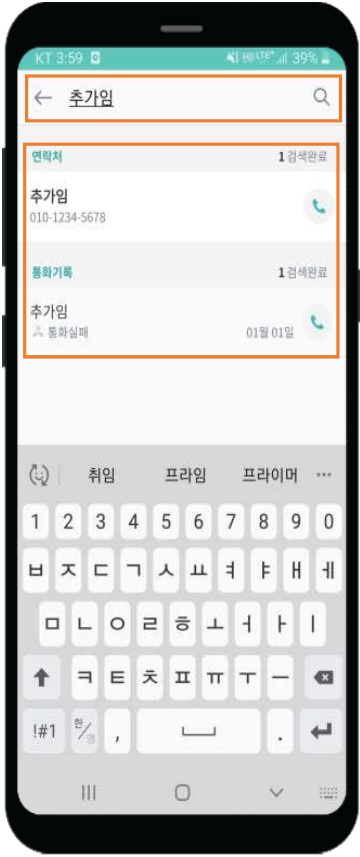 KT 3:59 39%
추가임
연락처 1 검색완료
추가임
010-1234-5678
통화기록 1 검색완료
추가임
통화실패 01월 01일
취임 프라임 프라이머 ...
1 2 3 4 5 6 7 8 9 0
ㅂ ㅈ ㄷ ㄱ ㅅ ㅛ ㅕ ㅑ ㅐ ㅔ
ㅁ ㄴ ㅇ ㄹ ㅎ ㅗ ㅓ ㅏ ㅣ
ㅋ ㅌ ㅊ ㅍ ㅠ ㅜ ㅡ
!#1 한/영 , .